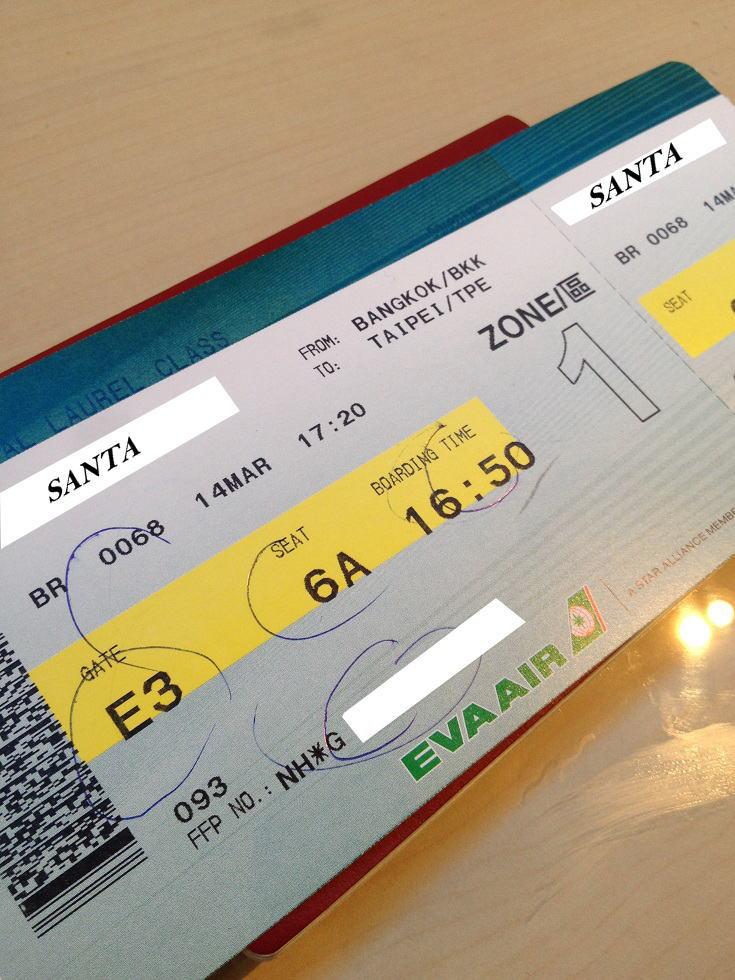 AL LAUREL CLASS
SANTA
FROM: BANGKOK/BKK
TO: TAIPEI/TPE
ZONE/區
1
BR 0068 14MAR 17:20
GATE
E3
SEAT
6A
BOARDING TIME
16:50
093
FFP NO.: NH*G
EVA AIR
A STAR ALLIANCE MEMBER
SANTA
BR 0068 14MA
SEAT